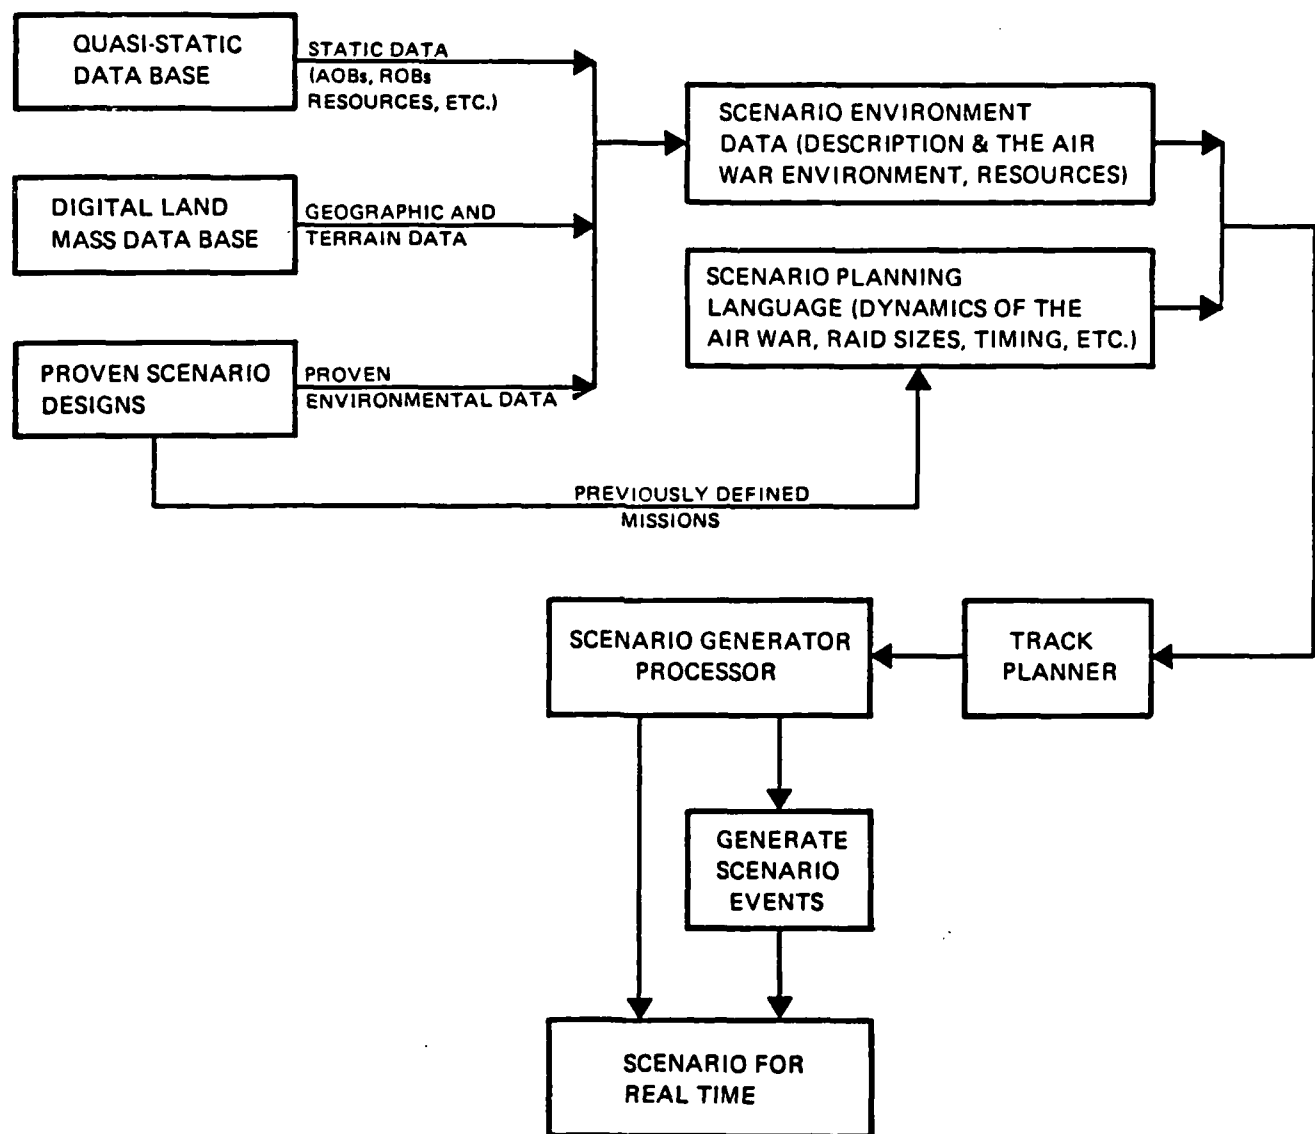 QUASI-STATIC
DATA BASE
STATIC DATA
(AOBs, ROBs
RESOURCES, ETC.)
DIGITAL LAND
MASS DATA BASE
GEOGRAPHIC AND
TERRAIN DATA
PROVEN SCENARIO
DESIGNS
PROVEN
ENVIRONMENTAL DATA
SCENARIO ENVIRONMENT
DATA (DESCRIPTION & THE AIR
WAR ENVIRONMENT, RESOURCES)
SCENARIO PLANNING
LANGUAGE (DYNAMICS OF THE
AIR WAR, RAID SIZES, TIMING, ETC.)
PREVIOUSLY DEFINED
MISSIONS
SCENARIO GENERATOR
PROCESSOR
TRACK
PLANNER
GENERATE
SCENARIO
EVENTS
SCENARIO FOR
REAL TIME